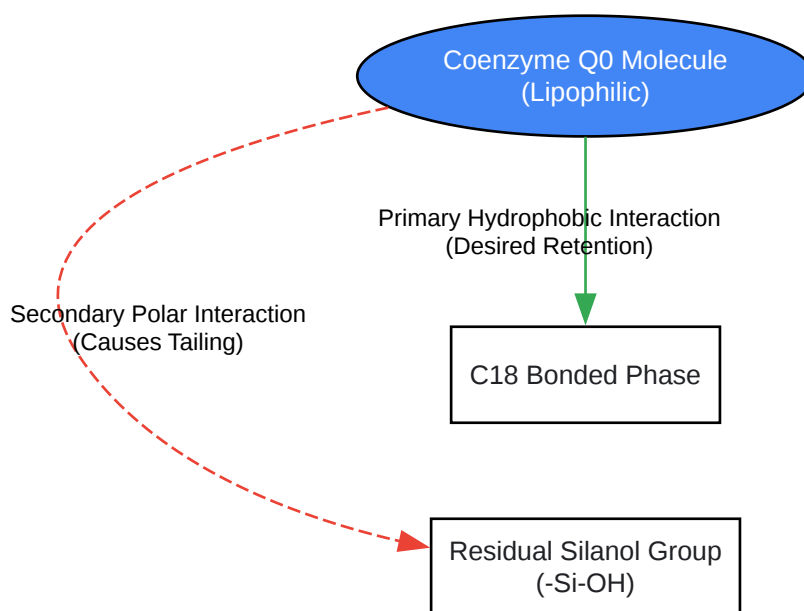 Coenzyme Q0 Molecule
(Lipophilic)
Primary Hydrophobic Interaction
(Desired Retention)
Secondary Polar Interaction
(Causes Tailing)
C18 Bonded Phase
Residual Silanol Group
(-Si-OH)